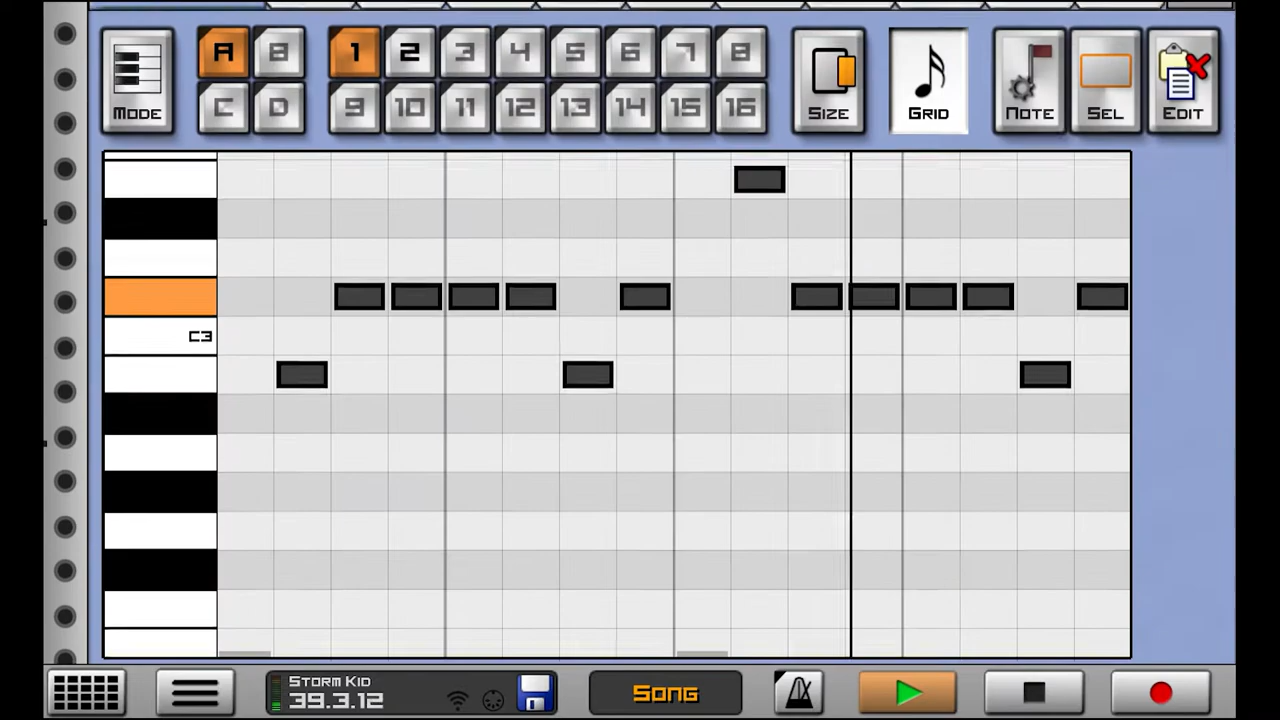 MODE
A B 1 2 3 4 5 6 7 8
C D 9 10 11 12 13 14 15 16
SIZE GRID NOTE SEL EDIT
C3
STORM KID
39.3.12
SONG